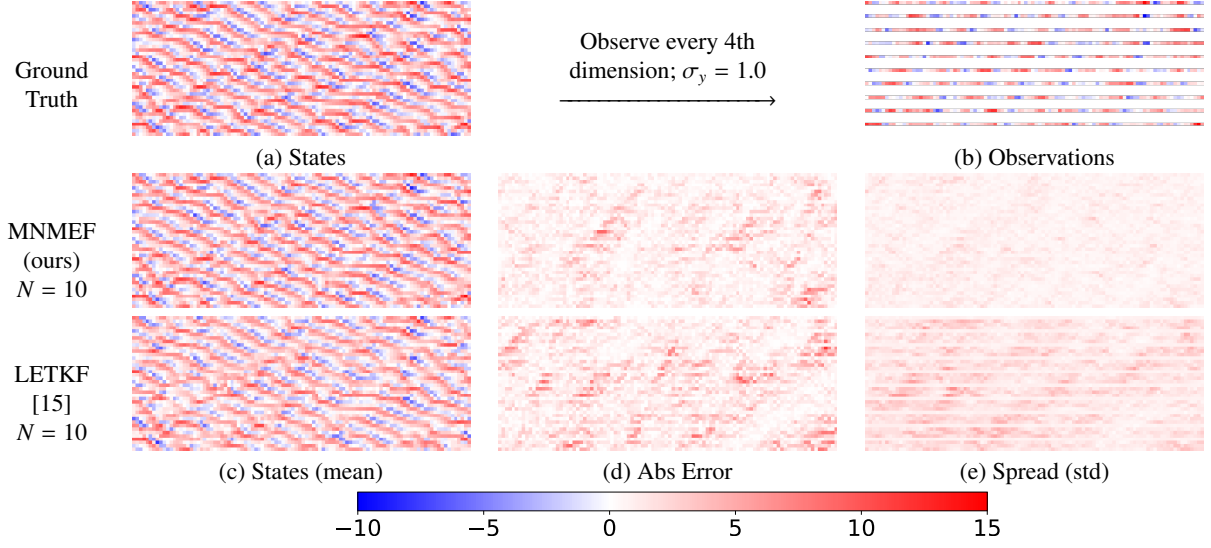 Ground
Truth
Observe every 4th
dimension; σ_y = 1.0
(a) States
(b) Observations
MNMEF
(ours)
N = 10
LETKF
[15]
N = 10
(c) States (mean)
(d) Abs Error
(e) Spread (std)
−10 −5 0 5 10 15